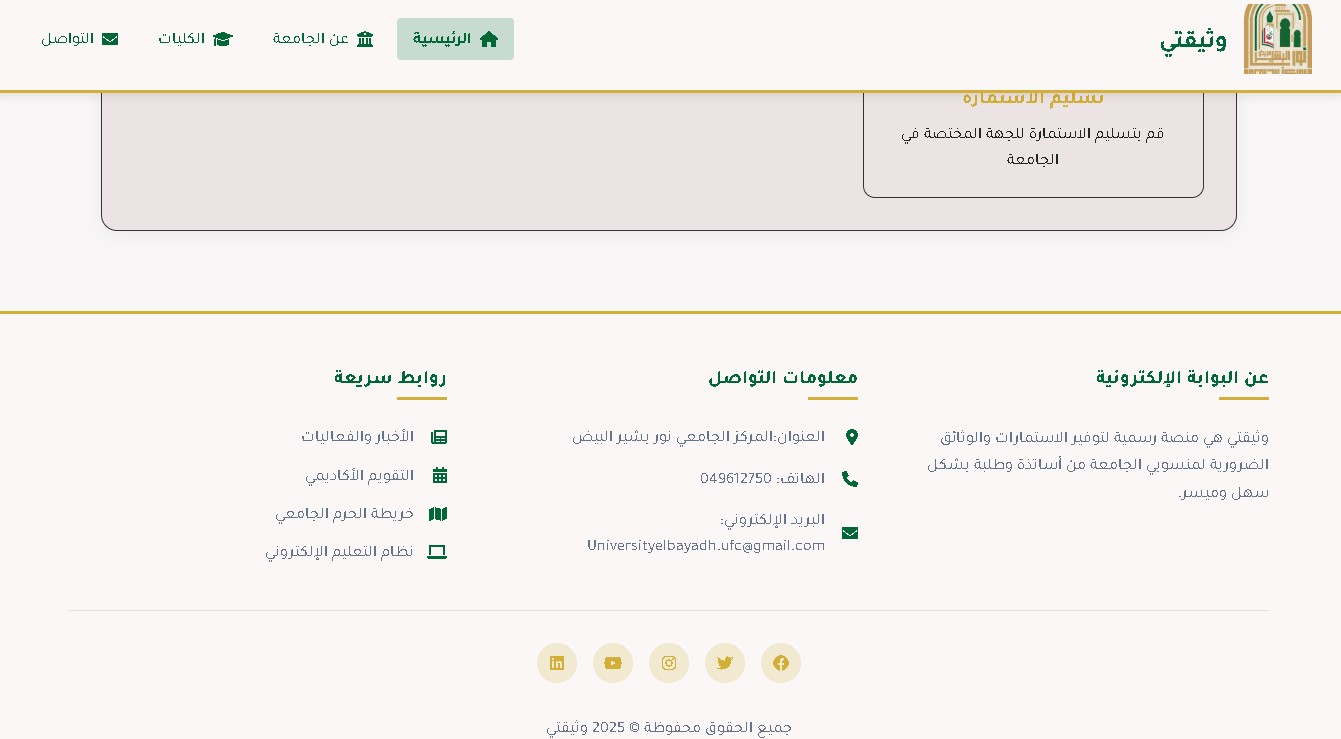 وثيقتي
الرئيسية
عن الجامعة
الكليات
التواصل
تسليم الاستمارة
قم بتسليم الاستمارة للجهة المختصة في
الجامعة
عن البوابة الإلكترونية
وثيقتي هي منصة رسمية لتوفير الاستمارات والوثائق
الضرورية لمنسوبي الجامعة من أساتذة وطلبة بشكل
سهل وميسر.
معلومات التواصل
العنوان:المركز الجامعي نور بشير البيض
الهاتف: 049612750
البريد الإلكتروني:
Universityelbayadh.ufc@gmail.com
روابط سريعة
الأخبار والفعاليات
التقويم الأكاديمي
خريطة الحرم الجامعي
نظام التعليم الإلكتروني
جميع الحقوق محفوظة © 2025 وثيقتي